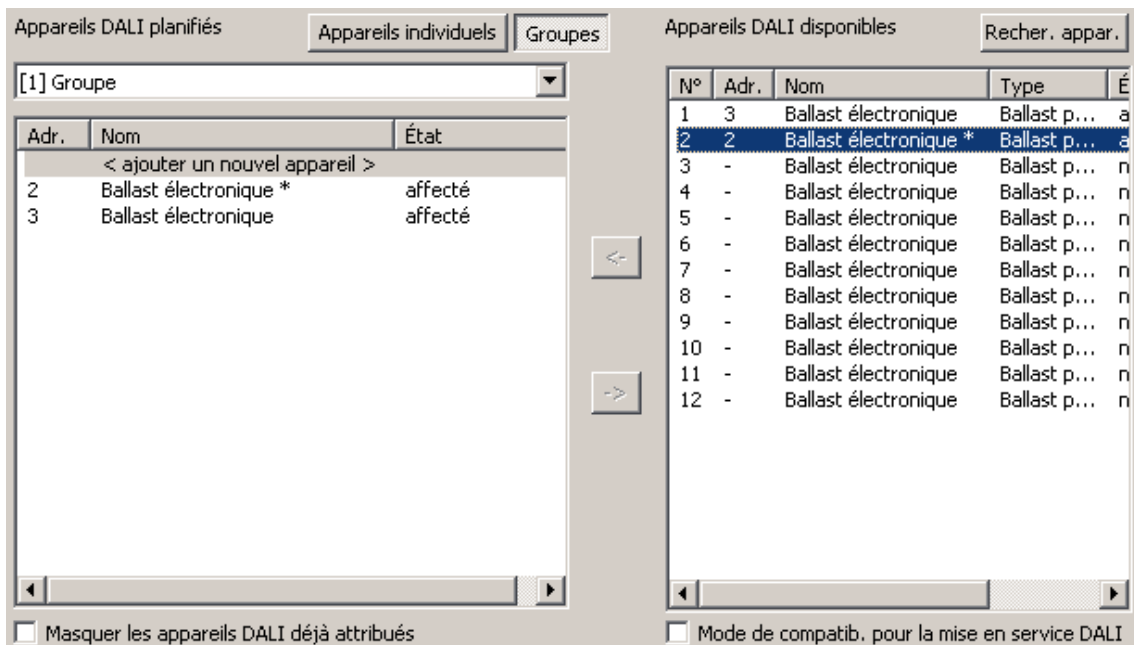 Appareils DALI planifiés
Appareils individuels
Groupes
[1] Groupe
Adr. Nom État
< ajouter un nouvel appareil >
2 Ballast électronique * affecté
3 Ballast électronique affecté
Masquer les appareils DALI déjà attribués
<-
->
Appareils DALI disponibles
Recher. appar.
N° Adr. Nom Type É
1 3 Ballast électronique Ballast p... a
2 2 Ballast électronique * Ballast p... a
3 - Ballast électronique Ballast p... n
4 - Ballast électronique Ballast p... n
5 - Ballast électronique Ballast p... n
6 - Ballast électronique Ballast p... n
7 - Ballast électronique Ballast p... n
8 - Ballast électronique Ballast p... n
9 - Ballast électronique Ballast p... n
10 - Ballast électronique Ballast p... n
11 - Ballast électronique Ballast p... n
12 - Ballast électronique Ballast p... n
Mode de compatib. pour la mise en service DALI